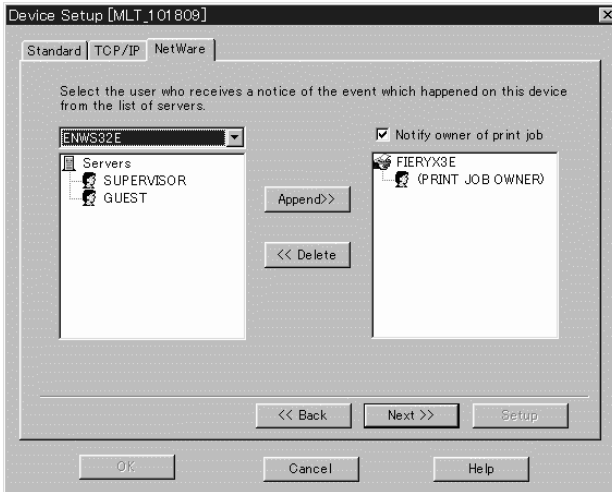 Device Setup [MLT_101809]
Standard
TCP/IP
NetWare
Select the user who receives a notice of the event which happened on this device
from the list of servers.
ENWS32E
Servers
SUPERVISOR
GUEST
Append>>
<< Delete
Notify owner of print job
FIERYX3E
(PRINT JOB OWNER)
<< Back
Next >>
Setup
OK
Cancel
Help